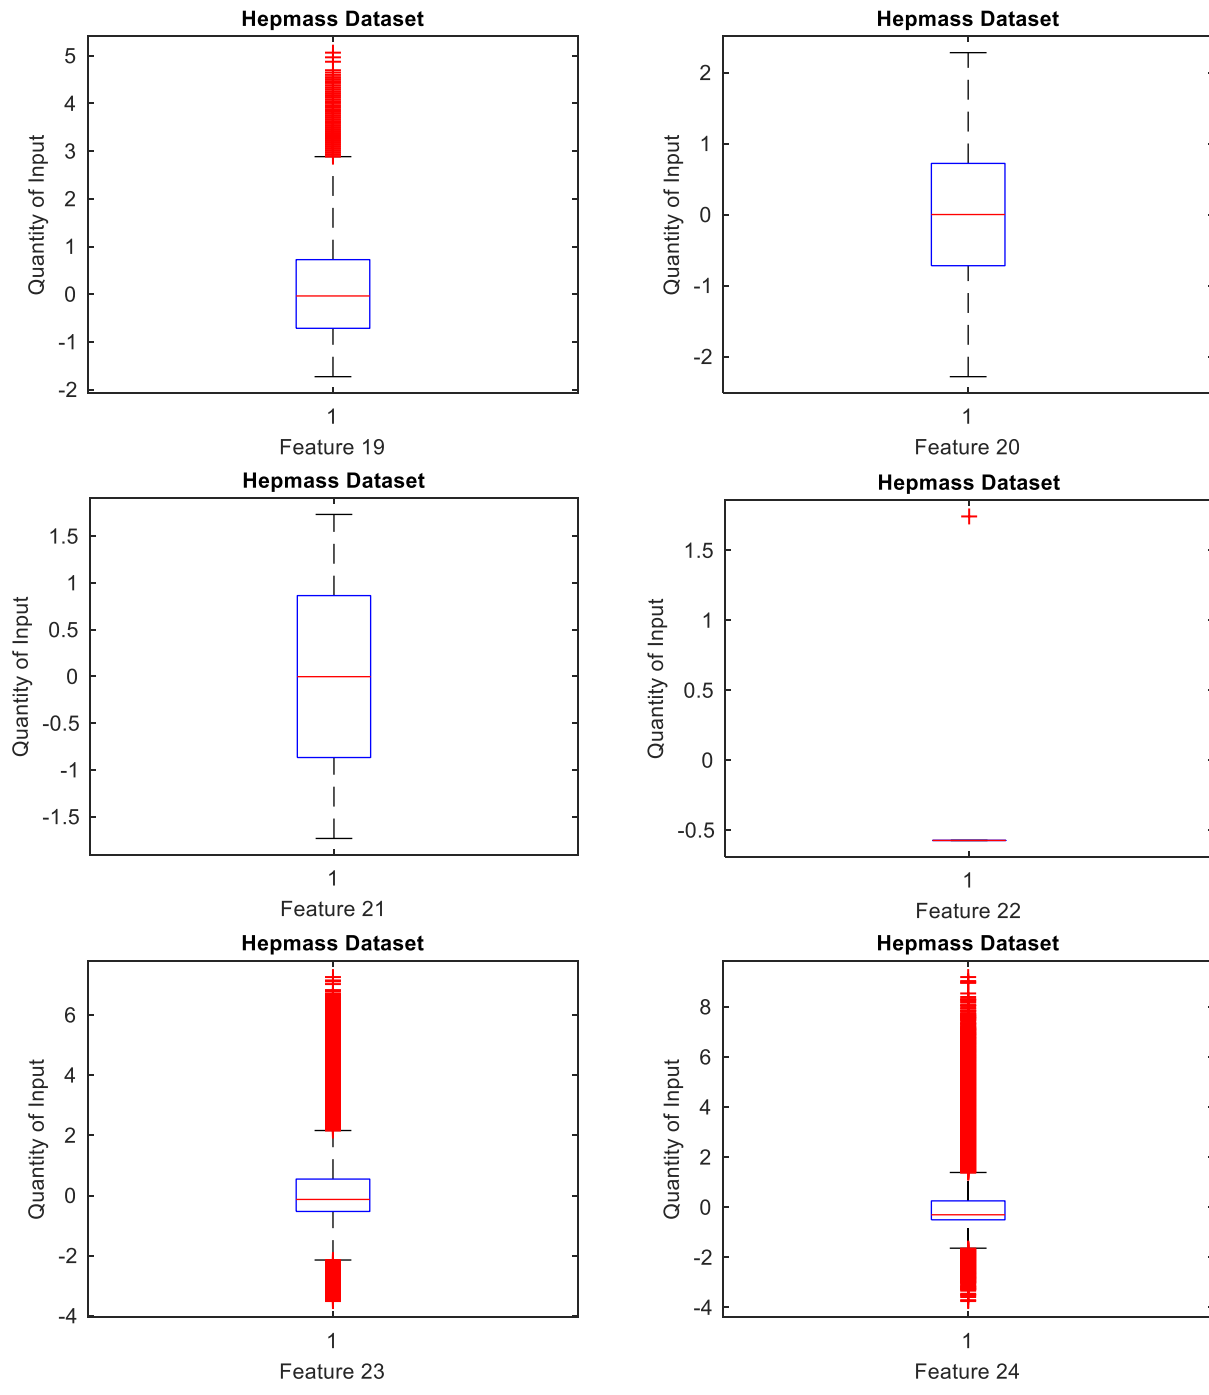 Hepmass Dataset
Quantity of Input
5
4
3
2
1
0
-1
-2
1
Feature 19
Hepmass Dataset
Quantity of Input
2
1
0
-1
-2
1
Feature 20
Hepmass Dataset
Quantity of Input
1.5
1
0.5
0
-0.5
-1
-1.5
1
Feature 21
Hepmass Dataset
Quantity of Input
1.5
1
0.5
0
-0.5
1
Feature 22
Hepmass Dataset
Quantity of Input
6
4
2
0
-2
-4
1
Feature 23
Hepmass Dataset
Quantity of Input
8
6
4
2
0
-2
-4
1
Feature 24